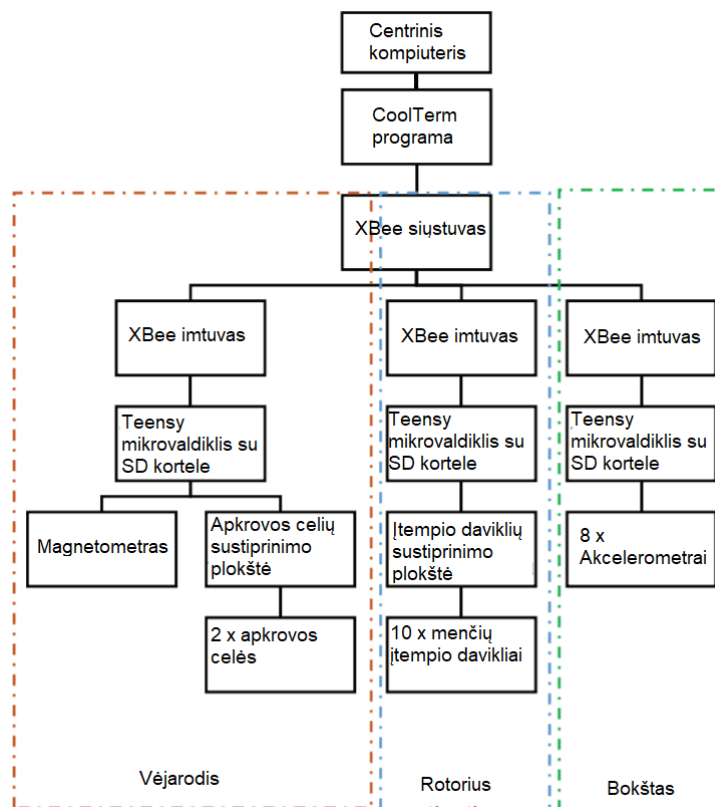 Centrinis
kompiuteris
CoolTerm
programa
XBee siųstuvas
XBee imtuvas
XBee imtuvas
XBee imtuvas
Teensy
mikrovaldiklis su
SD kortele
Teensy
mikrovaldiklis su
SD kortele
Teensy
mikrovaldiklis su
SD kortele
Magnetometras
Apkrovos celių
sustiprinimo
plokštė
Įtempio daviklių
sustiprinimo
plokštė
8 x
Akcelerometrai
2 x apkrovos
celės
10 x menčių
įtempio davikliai
Vėjarodis
Rotorius
Bokštas